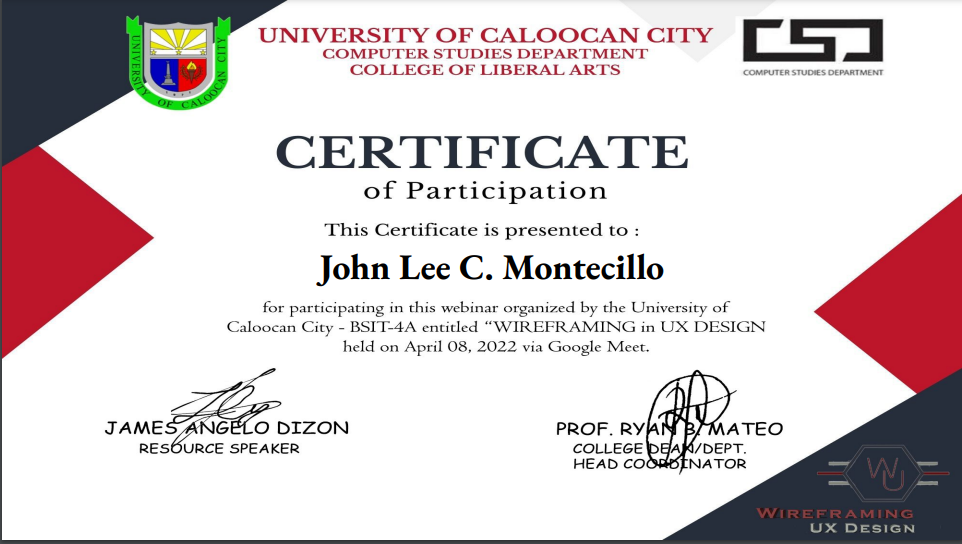 UNIVERSITY OF CALOOCAN CITY
UNIVERSITY OF CALOOCAN CITY
COMPUTER STUDIES DEPARTMENT
COLLEGE OF LIBERAL ARTS
CSD
COMPUTER STUDIES DEPARTMENT
CERTIFICATE
of Participation
This Certificate is presented to :
John Lee C. Montecillo
for participating in this webinar organized by the University of
Caloocan City - BSIT-4A entitled “WIREFRAMING in UX DESIGN
held on April 08, 2022 via Google Meet.
JAMES ANGELO DIZON
RESOURCE SPEAKER
PROF. RYAN B. MATEO
COLLEGE DEAN/DEPT.
HEAD COORDINATOR
WU
WIREFRAMING
UX DESIGN